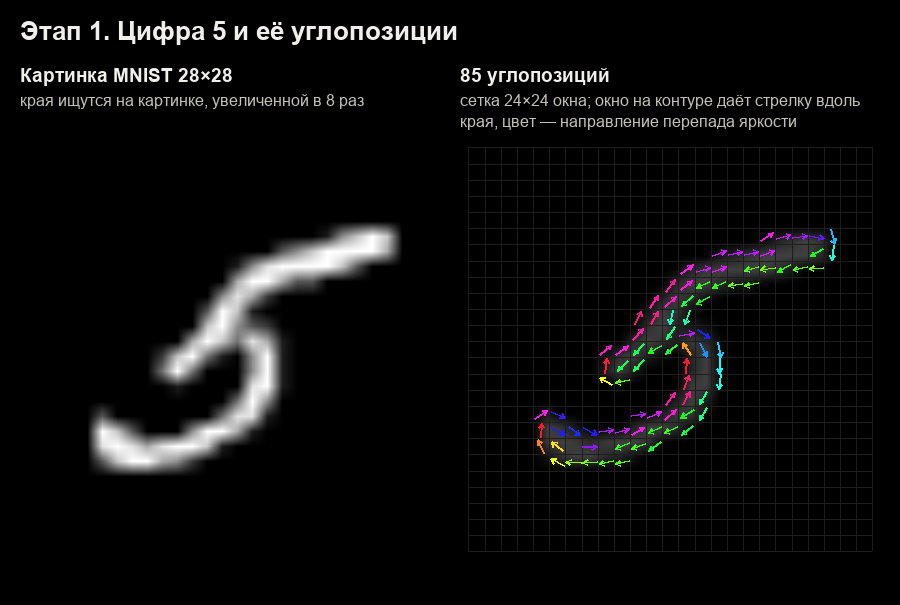 Этап 1. Цифра 5 и её углопозиции
Картинка MNIST 28×28
края ищутся на картинке, увеличенной в 8 раз
85 углопозиций
сетка 24×24 окна; окно на контуре даёт стрелку вдоль
края, цвет — направление перепада яркости